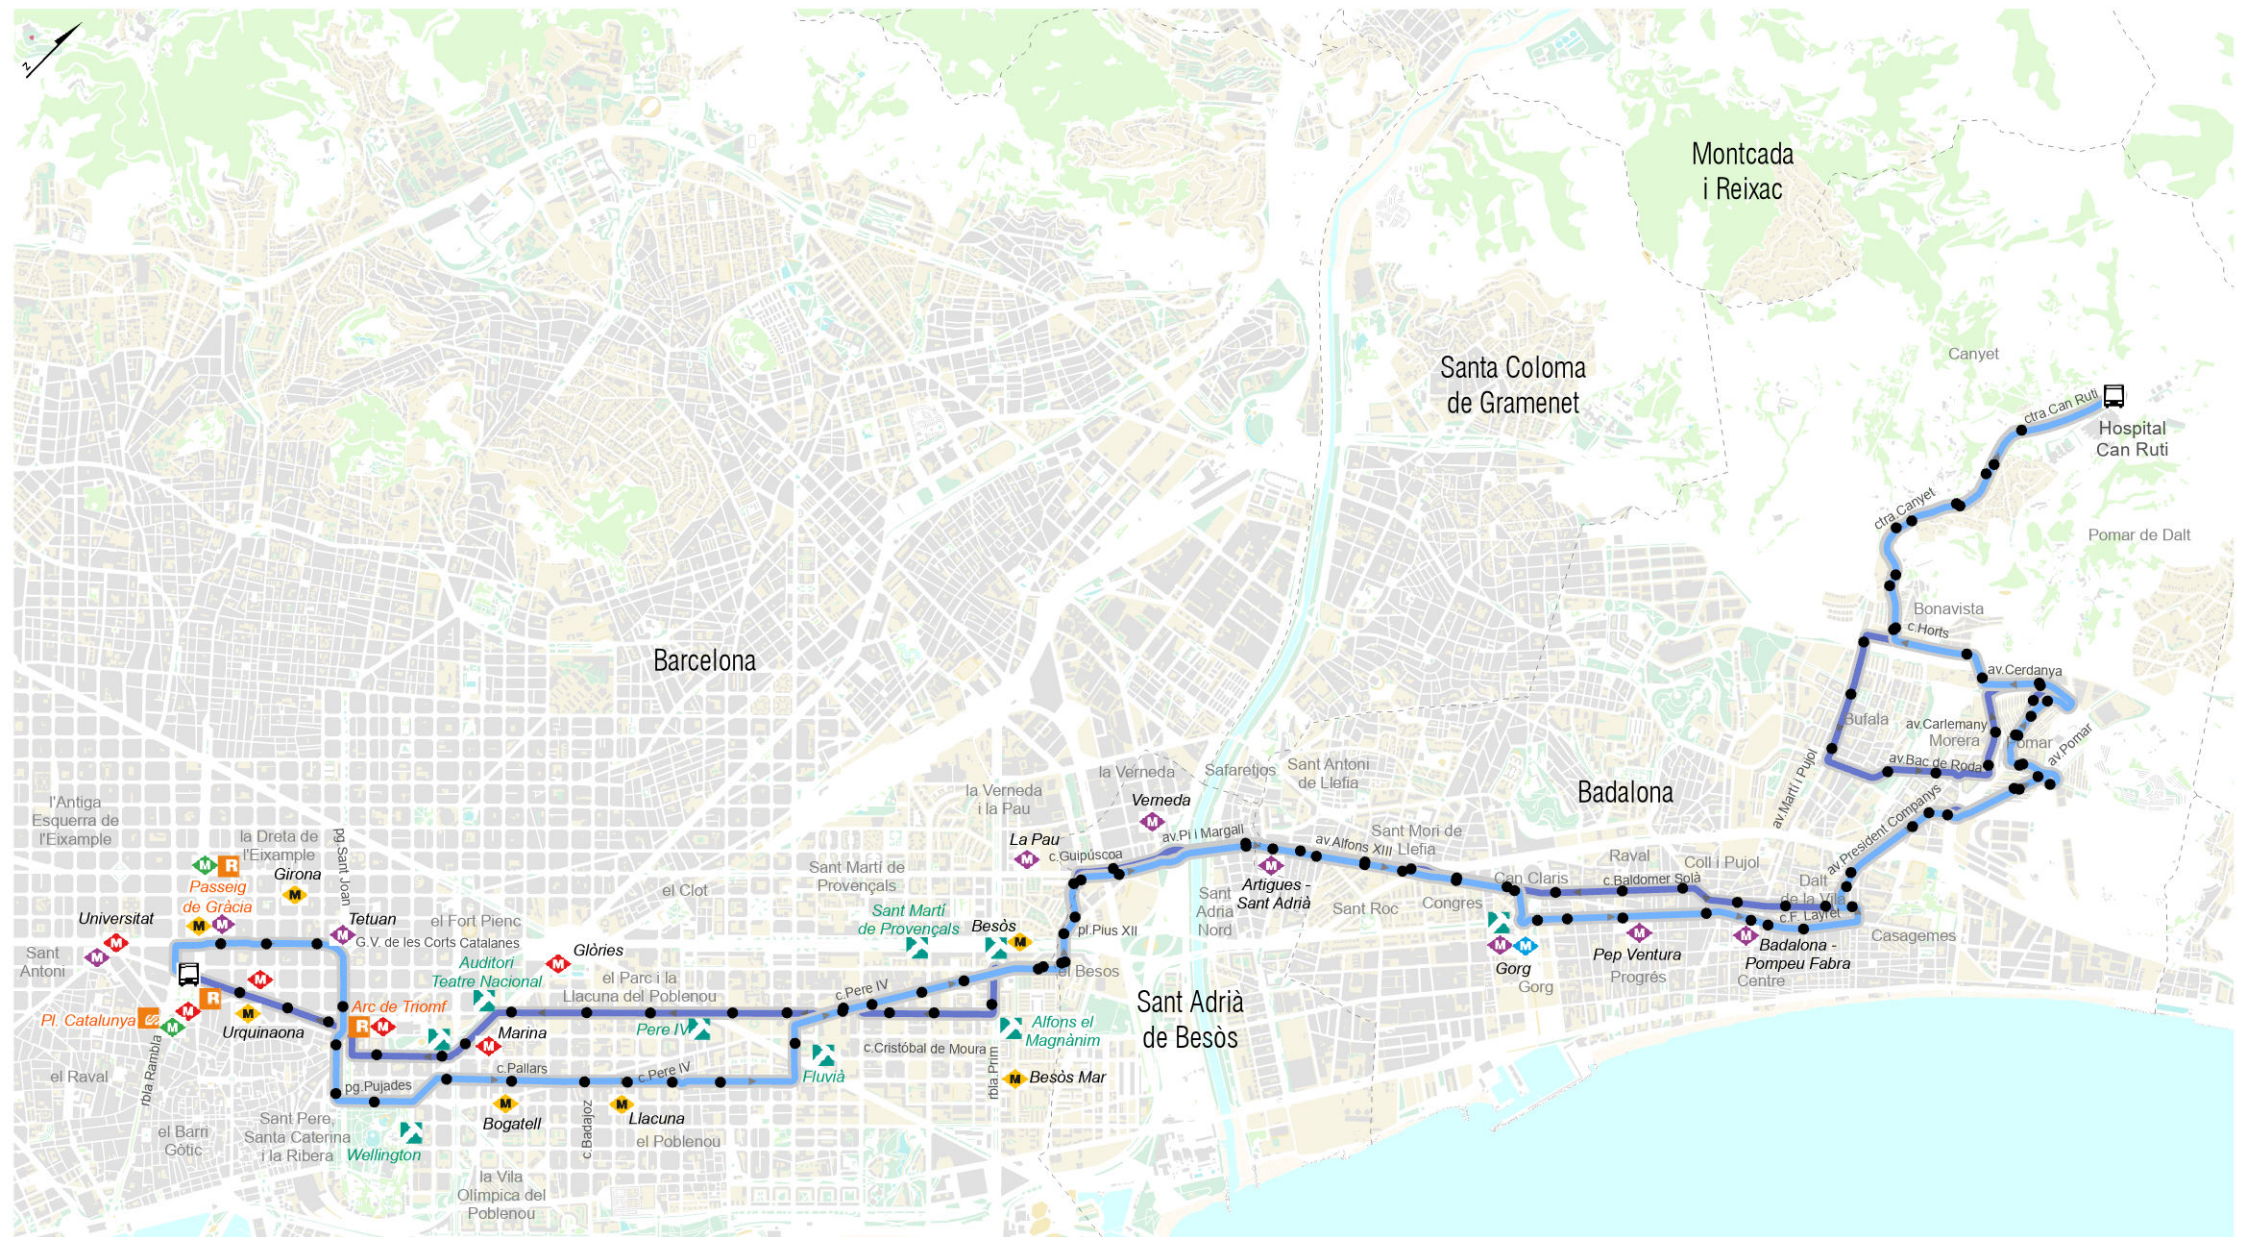 N
Montcada
i Reixac
Santa Coloma
de Gramenet
Canyet
ctra.Can Ruti
Hospital
Can Ruti
ctra.Canyet
Pomar de Dalt
Bonavista
c.Horts
av.Cerdanya
Barcelona
Bufala
av.Carlemany
Morera
Pomar
av.Pomar
av.Bac de Roda
av.Martí i Pujol
av.President Companys
Badalona
la Verneda
Safaretjos
Sant Antoni
de Llefia
la Verneda
i la Pau
Verneda
M
La Pau
M
c.Guipúscoa
av.Pi i Margall
av.Alfons XIII
Sant Mori de
Llefia
M
Artigues -
Sant Adrià
Sant
Adria
Nord
Sant Roc
Can Claris
Congres
Raval
Coll i Pujol
c.Baldomer Solà
Dalt
de la Vila
c.F. Layret
Casagemes
M
M
Gorg
Gorg
M
Pep Ventura
Progrés
M
Badalona -
Pompeu Fabra
Centre
l'Antiga
Esquerra de
l'Eixample
la Dreta de
l'Eixample
pg.Sant Joan
M
R
Passeig
de Gràcia
M
M
Girona
M
Universitat
M
M
Sant
Antoni
Tetuan
M
G.V. de les Corts Catalanes
el Fort Pienc
el Clot
Sant Martí de
Provençals
Sant Martí
de Provençals
Besòs
M
pl.Pius XII
el Besos
Glòries
M
Auditori
Teatre Nacional
el Parc i la
Llacuna del Poblenou
c.Pere IV
Pl. Catalunya
M
R
M
M
M
Urquinaona
Arc de Triomf
R
M
Marina
M
Pere IV
Alfons el
Magnànim
Sant Adrià
de Besòs
c.Cristóbal de Moura
rbla.Prim
Fluvià
M
Besòs Mar
rbla Rambla
el Raval
pg.Pujades
c.Pallars
c.Pere IV
M
Bogatell
c.Badajoz
M
Llacuna
el Poblenou
el Barri
Gòtic
Sant Pere,
Santa Caterina
i la Ribera
Wellington
la Vila
Olímpica del
Poblenou